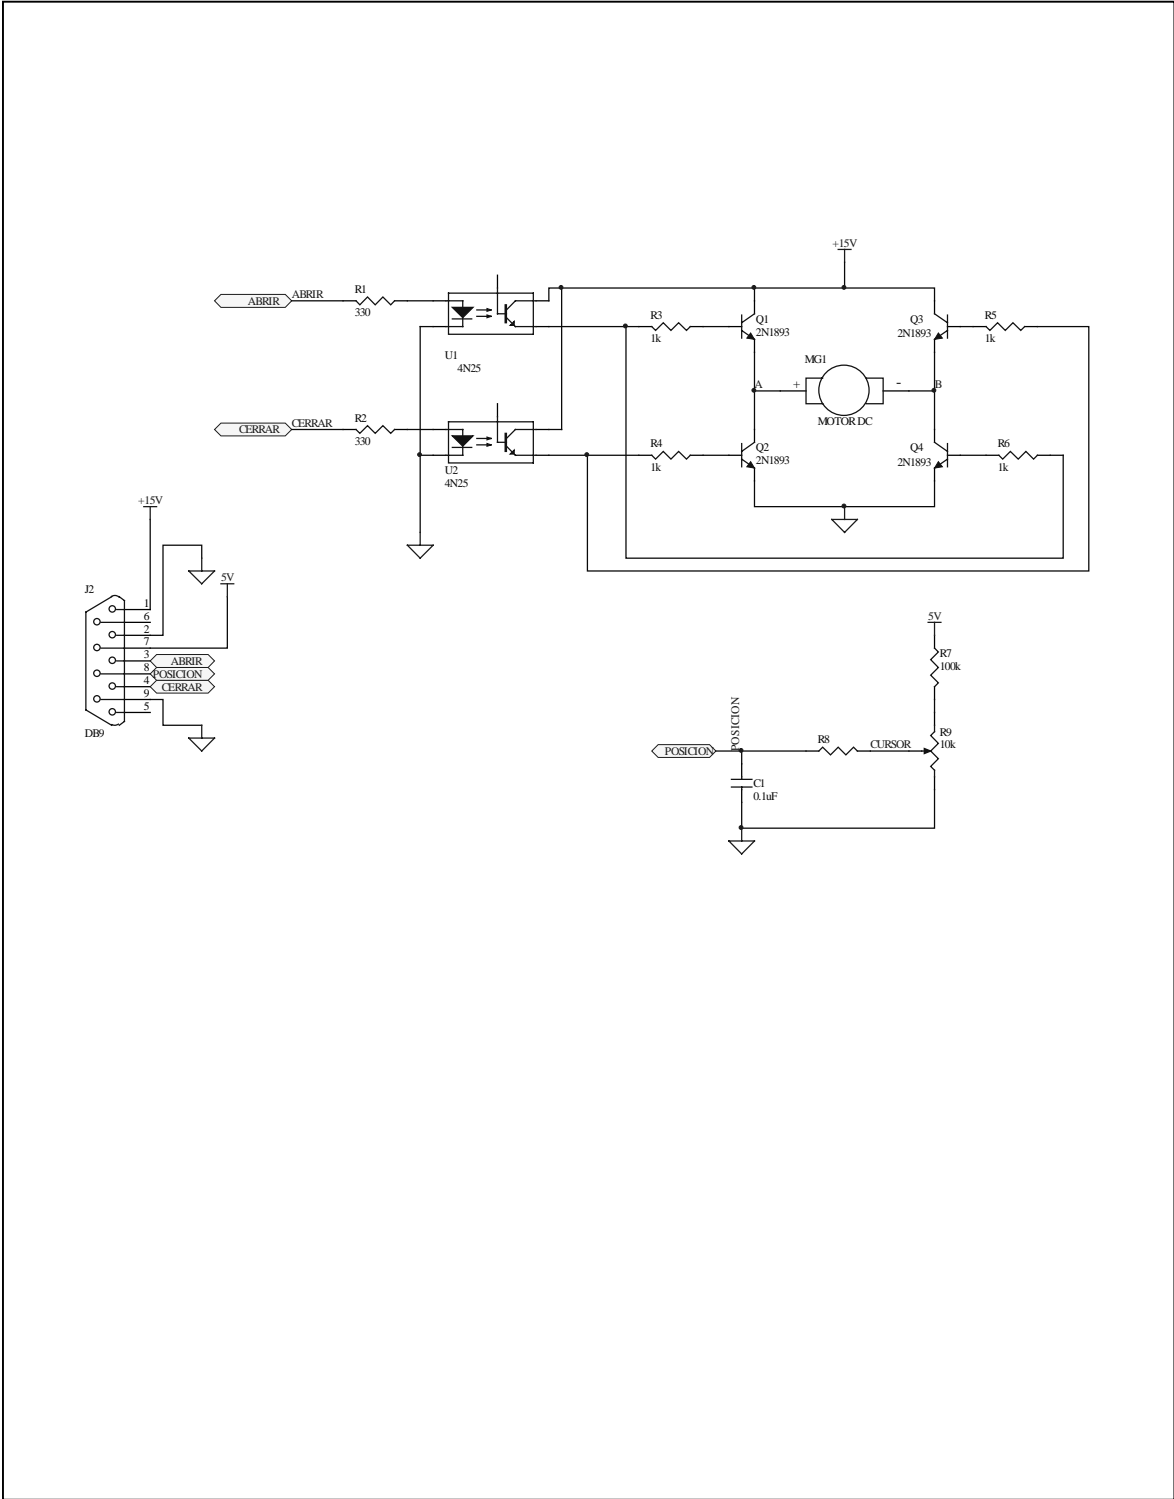 +15V
ABRIR
ABRIR
R1
330
U1
4N25
R3
1k
Q1
2N1893
Q3
2N1893
R5
1k
MG1
A
+
-
B
MOTOR DC
CERRAR
CERRAR
R2
330
U2
4N25
R4
1k
Q2
2N1893
Q4
2N1893
R6
1k
+15V
5V
J2
1
6
2
7
3
8
4
9
5
ABRIR
POSICION
CERRAR
DB9
5V
R7
100k
POSICION
POSICION
R8
CURSOR
R9
10k
C1
0.1uF